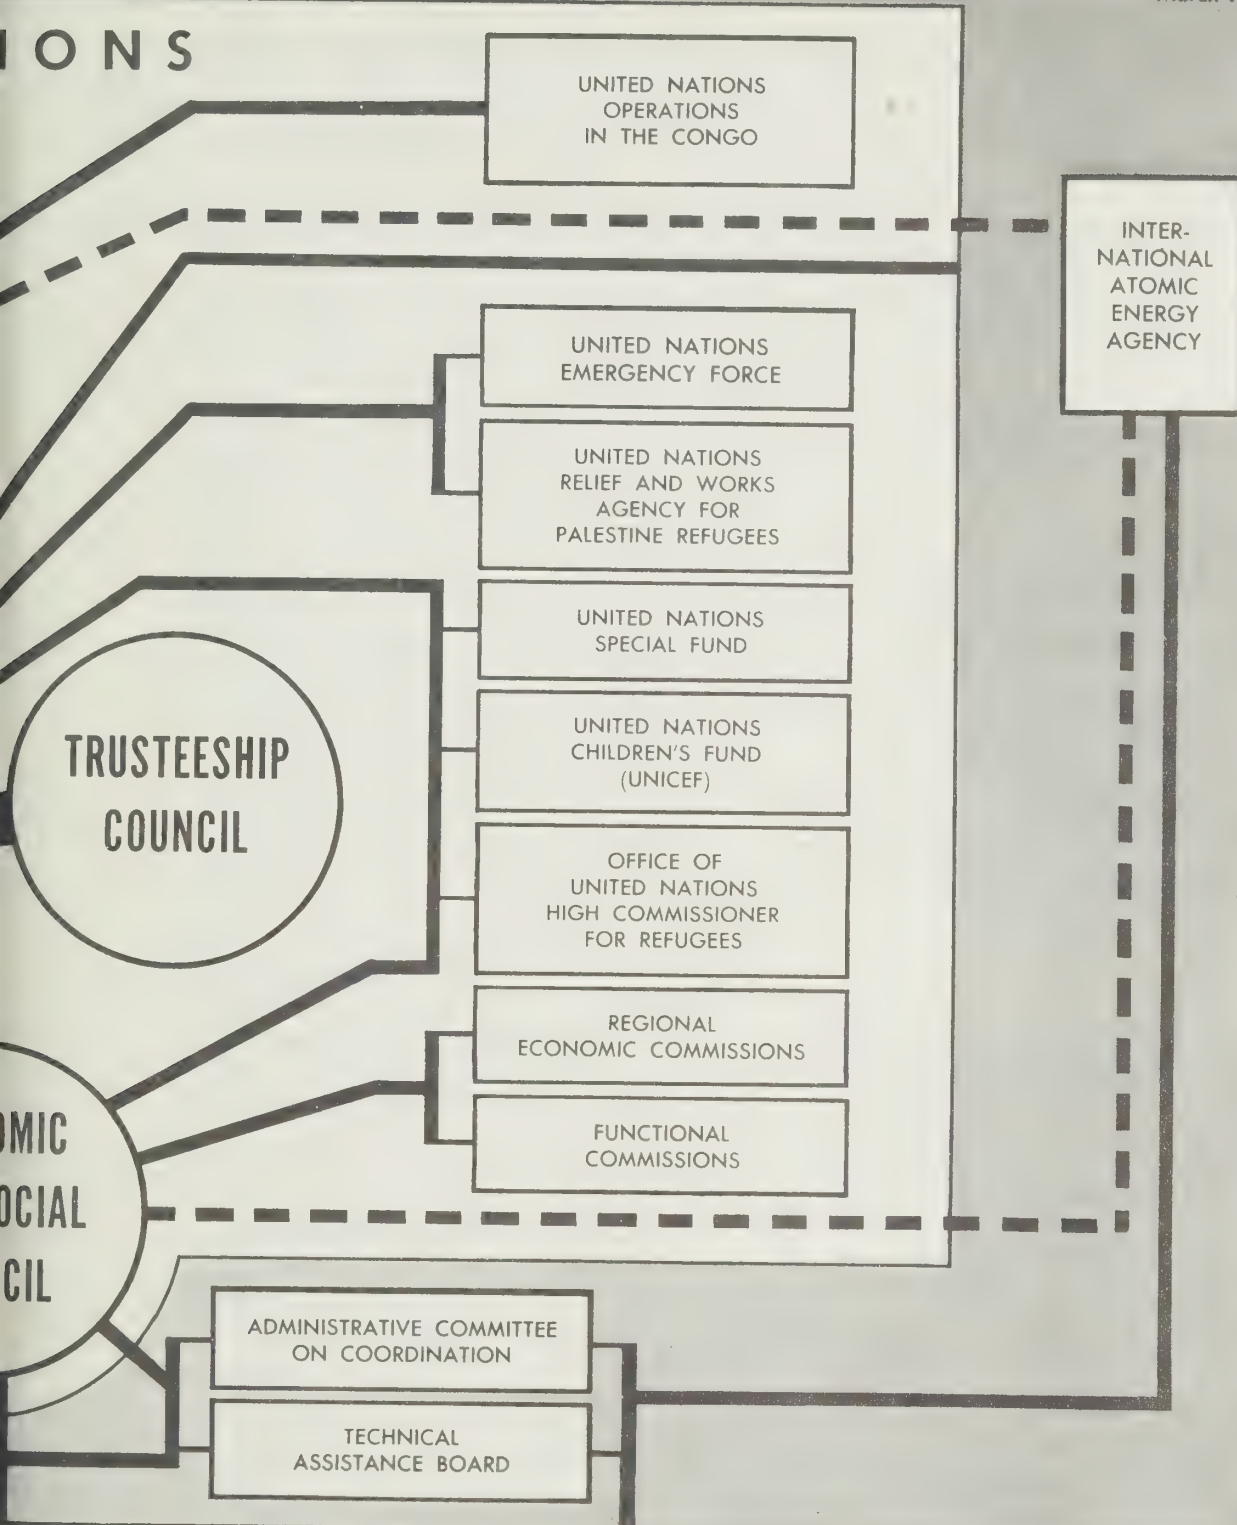 IONS
UNITED NATIONS
OPERATIONS
IN THE CONGO
INTER-
NATIONAL
ATOMIC
ENERGY
AGENCY
UNITED NATIONS
EMERGENCY FORCE
UNITED NATIONS
RELIEF AND WORKS
AGENCY FOR
PALESTINE REFUGEES
UNITED NATIONS
SPECIAL FUND
UNITED NATIONS
CHILDREN'S FUND
(UNICEF)
TRUSTEESHIP
COUNCIL
OFFICE OF
UNITED NATIONS
HIGH COMMISSIONER
FOR REFUGEES
REGIONAL
ECONOMIC COMMISSIONS
FUNCTIONAL
COMMISSIONS
OMIC
OCIAL
CIL
ADMINISTRATIVE COMMITTEE
ON COORDINATION
TECHNICAL
ASSISTANCE BOARD